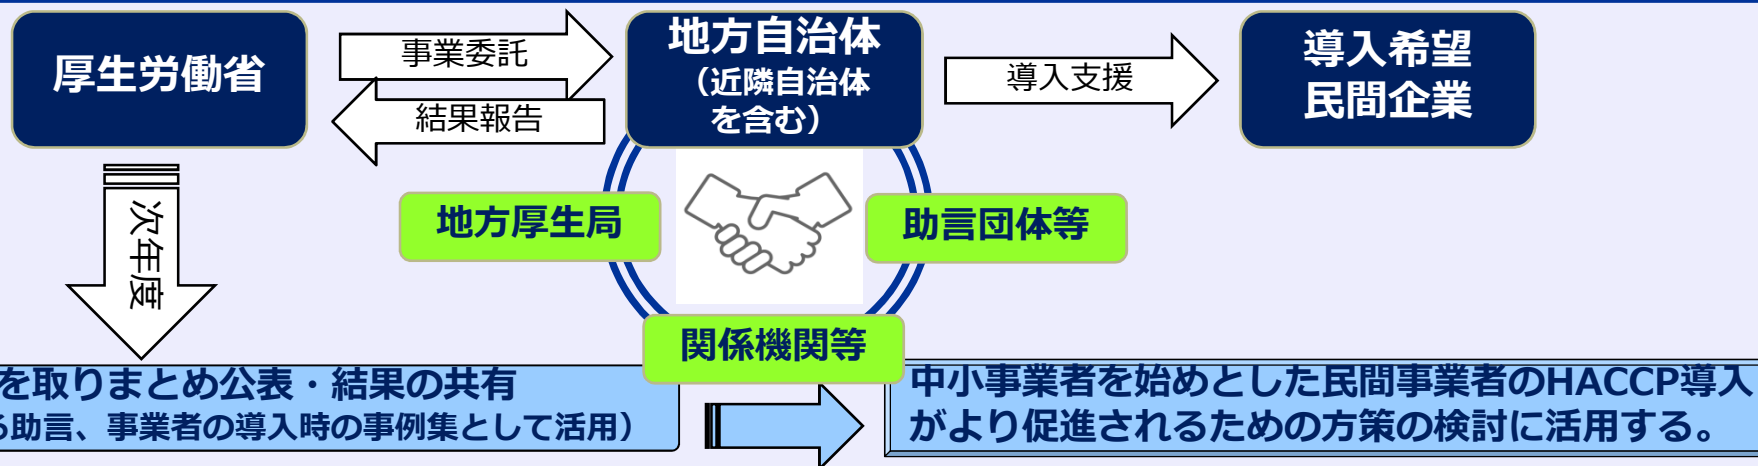 厚生労働省
事業委託
結果報告
地方自治体
（近隣自治体
を含む）
導入支援
導入希望
民間企業
地方厚生局
助言団体等
関係機関等
次年度
を取りまとめ公表・結果の共有
助言、事業者の導入時の事例集として活用）
中小事業者を始めとした民間事業者のHACCP導入
がより促進されるための方策の検討に活用する。